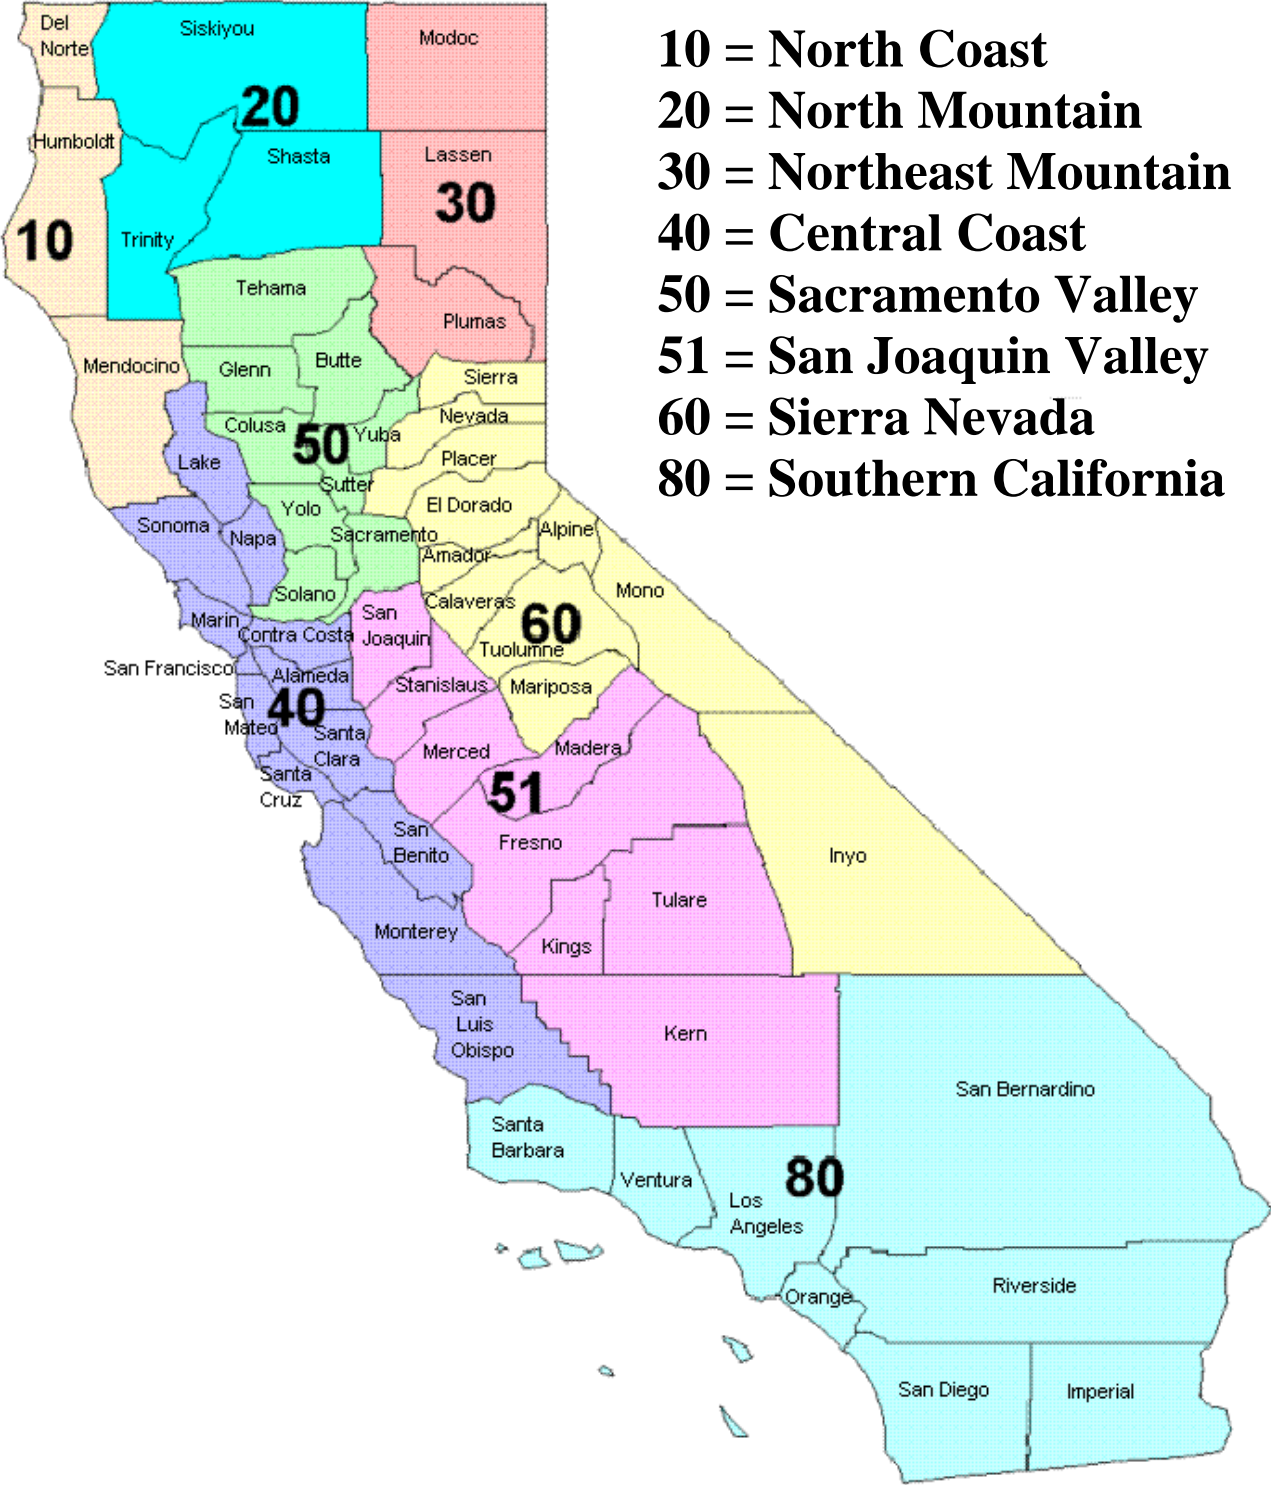 10 = North Coast
20 = North Mountain
30 = Northeast Mountain
40 = Central Coast
50 = Sacramento Valley
51 = San Joaquin Valley
60 = Sierra Nevada
80 = Southern California
Del
Norte
Siskiyou
Modoc
20
Humboldt
Shasta
Lassen
30
10
Trinity
Tehama
Plumas
Mendocino
Glenn
Butte
Sierra
Colusa
50
Yuba
Nevada
Lake
Placer
Sutter
Yolo
El Dorado
Sonoma
Napa
Sacramento
Alpine
Amador
Solano
Mono
Calaveras
60
Marin
San
Joaquin
Contra Costa
Tuolumne
San Francisco
Alameda
Stanislaus
Mariposa
San
Mateo
40
Santa
Clara
Merced
Madera
Santa
Cruz
51
San
Benito
Fresno
Inyo
Tulare
Monterey
Kings
San
Luis
Obispo
Kern
San Bernardino
Santa
Barbara
Ventura
80
Los
Angeles
Orange
Riverside
San Diego
Imperial